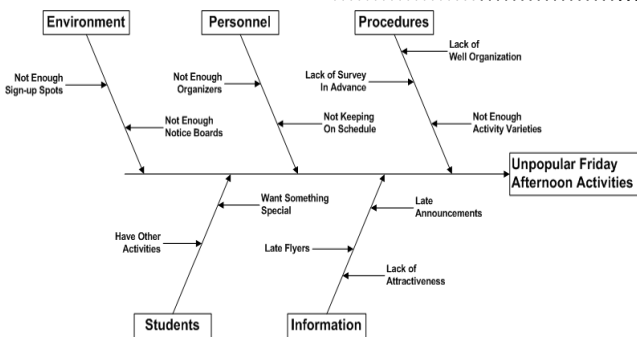 Environment
Personnel
Procedures
Lack of
Well Organization
Not Enough
Sign-up Spots
Not Enough
Organizers
Lack of Survey
In Advance
Not Enough
Notice Boards
Not Keeping
On Schedule
Not Enough
Activity Varieties
Unpopular Friday
Afternoon Activities
Want Something
Special
Late
Announcements
Have Other
Activities
Late Flyers
Lack of
Attractiveness
Students
Information